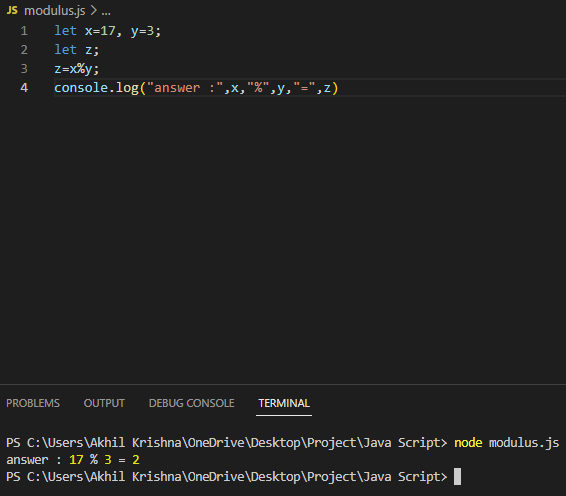 JS modulus.js > ...
1 let x=17, y=3;
2 let z;
3 z=x%y;
4 console.log("answer :",x,"%",y,"=",z)
PROBLEMS OUTPUT DEBUG CONSOLE TERMINAL
PS C:\Users\Akhil Krishna\OneDrive\Desktop\Project\Java Script> node modulus.js
answer : 17 % 3 = 2
PS C:\Users\Akhil Krishna\OneDrive\Desktop\Project\Java Script>